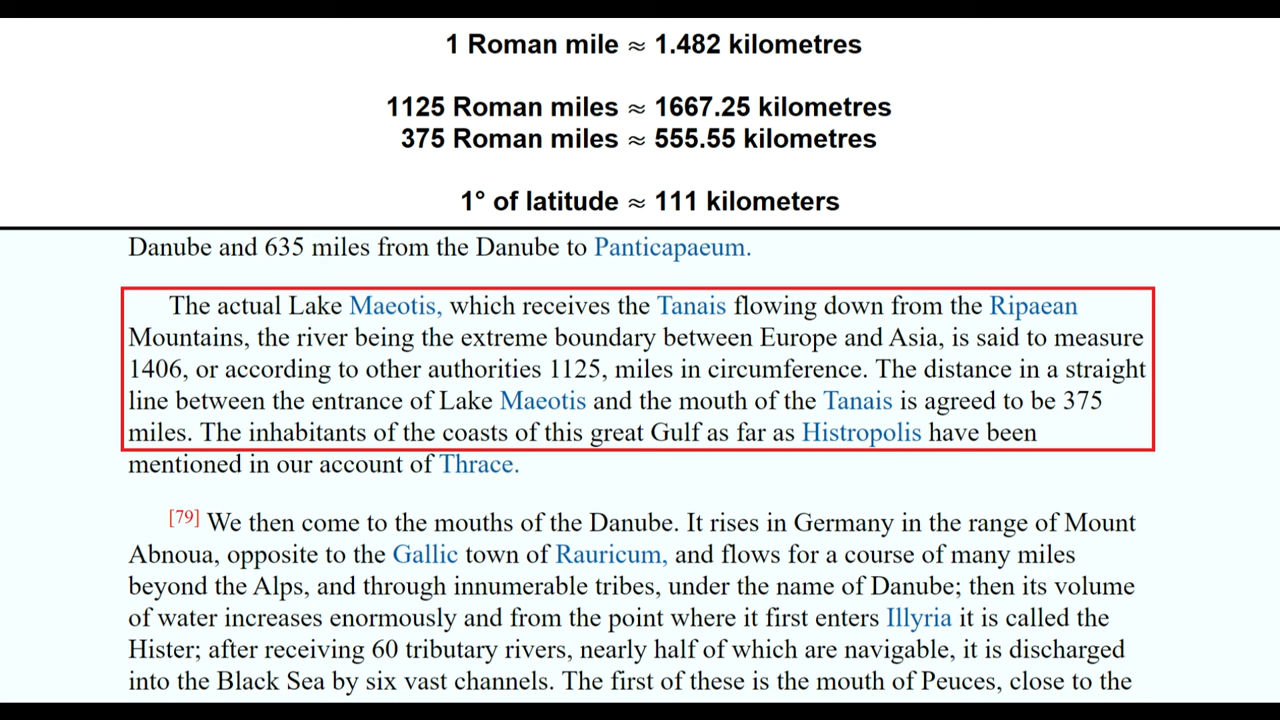 1 Roman mile ≈ 1.482 kilometres
1125 Roman miles ≈ 1667.25 kilometres
375 Roman miles ≈ 555.55 kilometres
1° of latitude ≈ 111 kilometers
Danube and 635 miles from the Danube to Panticapaeum.
The actual Lake Maeotis, which receives the Tanais flowing down from the Ripaean
Mountains, the river being the extreme boundary between Europe and Asia, is said to measure
1406, or according to other authorities 1125, miles in circumference. The distance in a straight
line between the entrance of Lake Maeotis and the mouth of the Tanais is agreed to be 375
miles. The inhabitants of the coasts of this great Gulf as far as Histropolis have been
mentioned in our account of Thrace.
[79] We then come to the mouths of the Danube. It rises in Germany in the range of Mount
Abnoua, opposite to the Gallic town of Rauricum, and flows for a course of many miles
beyond the Alps, and through innumerable tribes, under the name of Danube; then its volume
of water increases enormously and from the point where it first enters Illyria it is called the
Hister; after receiving 60 tributary rivers, nearly half of which are navigable, it is discharged
into the Black Sea by six vast channels. The first of these is the mouth of Peuces, close to the